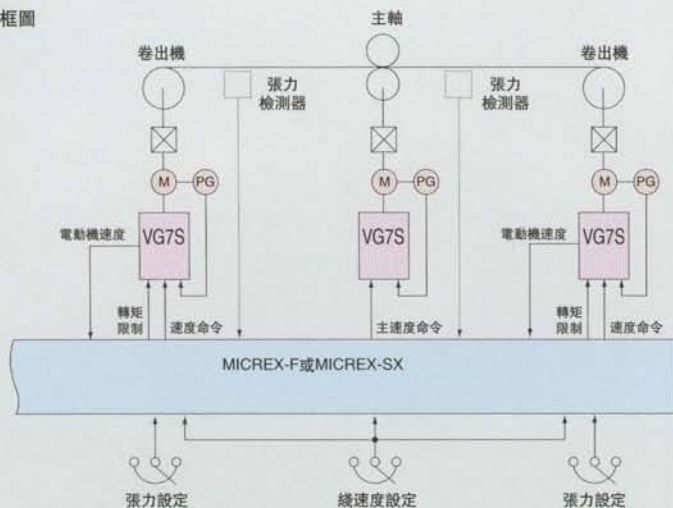 框圖
主軸
卷出機
卷出機
張力
檢測器
張力
檢測器
M
PG
M
PG
M
PG
VG7S
VG7S
VG7S
電動機速度
電動機速度
轉矩
限制
速度命令
主速度命令
轉矩
限制
速度命令
MICREX-F或MICREX-SX
張力設定
綫速度設定
張力設定